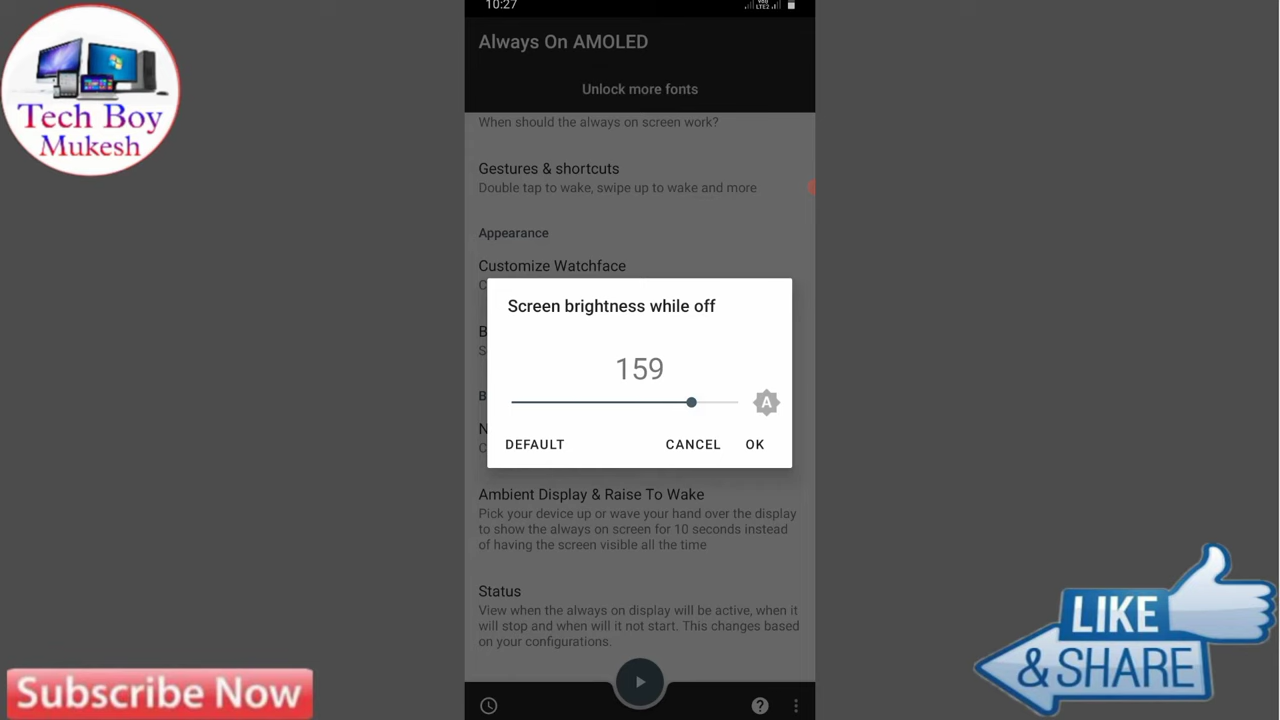 Tech Boy
Mukesh
10:27
LTE2
Always On AMOLED
Unlock more fonts
When should the always on screen work?
Gestures & shortcuts
Double tap to wake, swipe up to wake and more
Appearance
Customize Watchface
Screen brightness while off
159
A
DEFAULT
CANCEL
OK
Ambient Display & Raise To Wake
Pick your device up or wave your hand over the display
to show the always on screen for 10 seconds instead
of having the screen visible all the time
Status
View when the always on display will be active, when it
will stop and when will it not start. This changes based
on your configurations.
?
Subscribe Now
LIKE
& SHARE